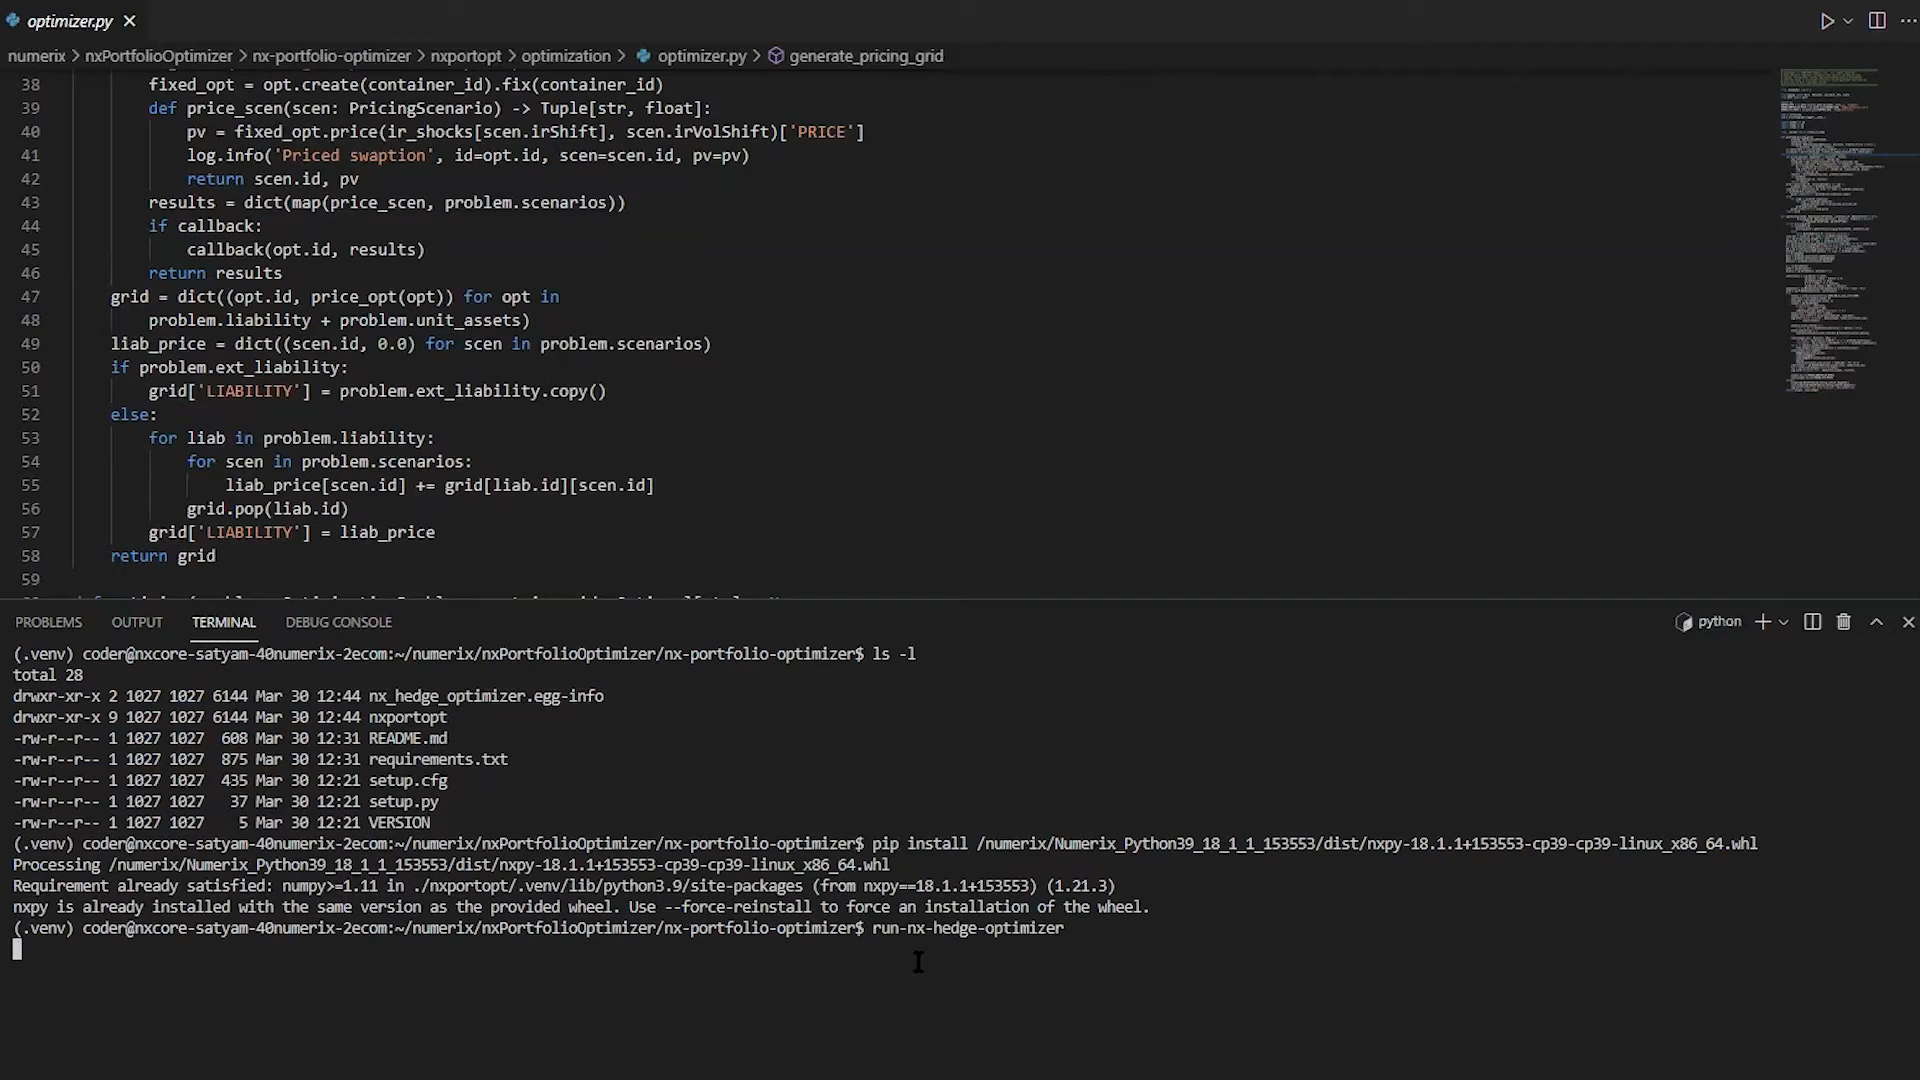 optimizer.py
numerix > nxPortfolioOptimizer > nx-portfolio-optimizer > nxportopt > optimization > optimizer.py > generate_pricing_grid
38 fixed_opt = opt.create(container_id).fix(container_id)
39 def price_scen(scen: PricingScenario) -> Tuple[str, float]:
40 pv = fixed_opt.price(ir_shocks[scen.irShift], scen.irVolShift)['PRICE']
41 log.info('Priced swaption', id=opt.id, scen=scen.id, pv=pv)
42 return scen.id, pv
43 results = dict(map(price_scen, problem.scenarios))
44 if callback:
45 callback(opt.id, results)
46 return results
47 grid = dict((opt.id, price_opt(opt)) for opt in
48 problem.liability + problem.unit_assets)
49 liab_price = dict((scen.id, 0.0) for scen in problem.scenarios)
50 if problem.ext_liability:
51 grid['LIABILITY'] = problem.ext_liability.copy()
52 else:
53 for liab in problem.liability:
54 for scen in problem.scenarios:
55 liab_price[scen.id] += grid[liab.id][scen.id]
56 grid.pop(liab.id)
57 grid['LIABILITY'] = liab_price
58 return grid
59
PROBLEMS OUTPUT TERMINAL DEBUG CONSOLE python
(.venv) coder@nxcore-satyam-40numerix-2ecom:~/numerix/nxPortfolioOptimizer/nx-portfolio-optimizer$ ls -l
total 28
drwxr-xr-x 2 1027 1027 6144 Mar 30 12:44 nx_hedge_optimizer.egg-info
drwxr-xr-x 9 1027 1027 6144 Mar 30 12:44 nxportopt
-rw-r--r-- 1 1027 1027 608 Mar 30 12:31 README.md
-rw-r--r-- 1 1027 1027 875 Mar 30 12:31 requirements.txt
-rw-r--r-- 1 1027 1027 435 Mar 30 12:21 setup.cfg
-rw-r--r-- 1 1027 1027 37 Mar 30 12:21 setup.py
-rw-r--r-- 1 1027 1027 5 Mar 30 12:21 VERSION
(.venv) coder@nxcore-satyam-40numerix-2ecom:~/numerix/nxPortfolioOptimizer/nx-portfolio-optimizer$ pip install /numerix/Numerix_Python39_18_1_1_153553/dist/nxpy-18.1.1+153553-cp39-cp39-linux_x86_64.whl
Processing /numerix/Numerix_Python39_18_1_1_153553/dist/nxpy-18.1.1+153553-cp39-cp39-linux_x86_64.whl
Requirement already satisfied: numpy>=1.11 in ./nxportopt/.venv/lib/python3.9/site-packages (from nxpy==18.1.1+153553) (1.21.3)
nxpy is already installed with the same version as the provided wheel. Use --force-reinstall to force an installation of the wheel.
(.venv) coder@nxcore-satyam-40numerix-2ecom:~/numerix/nxPortfolioOptimizer/nx-portfolio-optimizer$ run-nx-hedge-optimizer